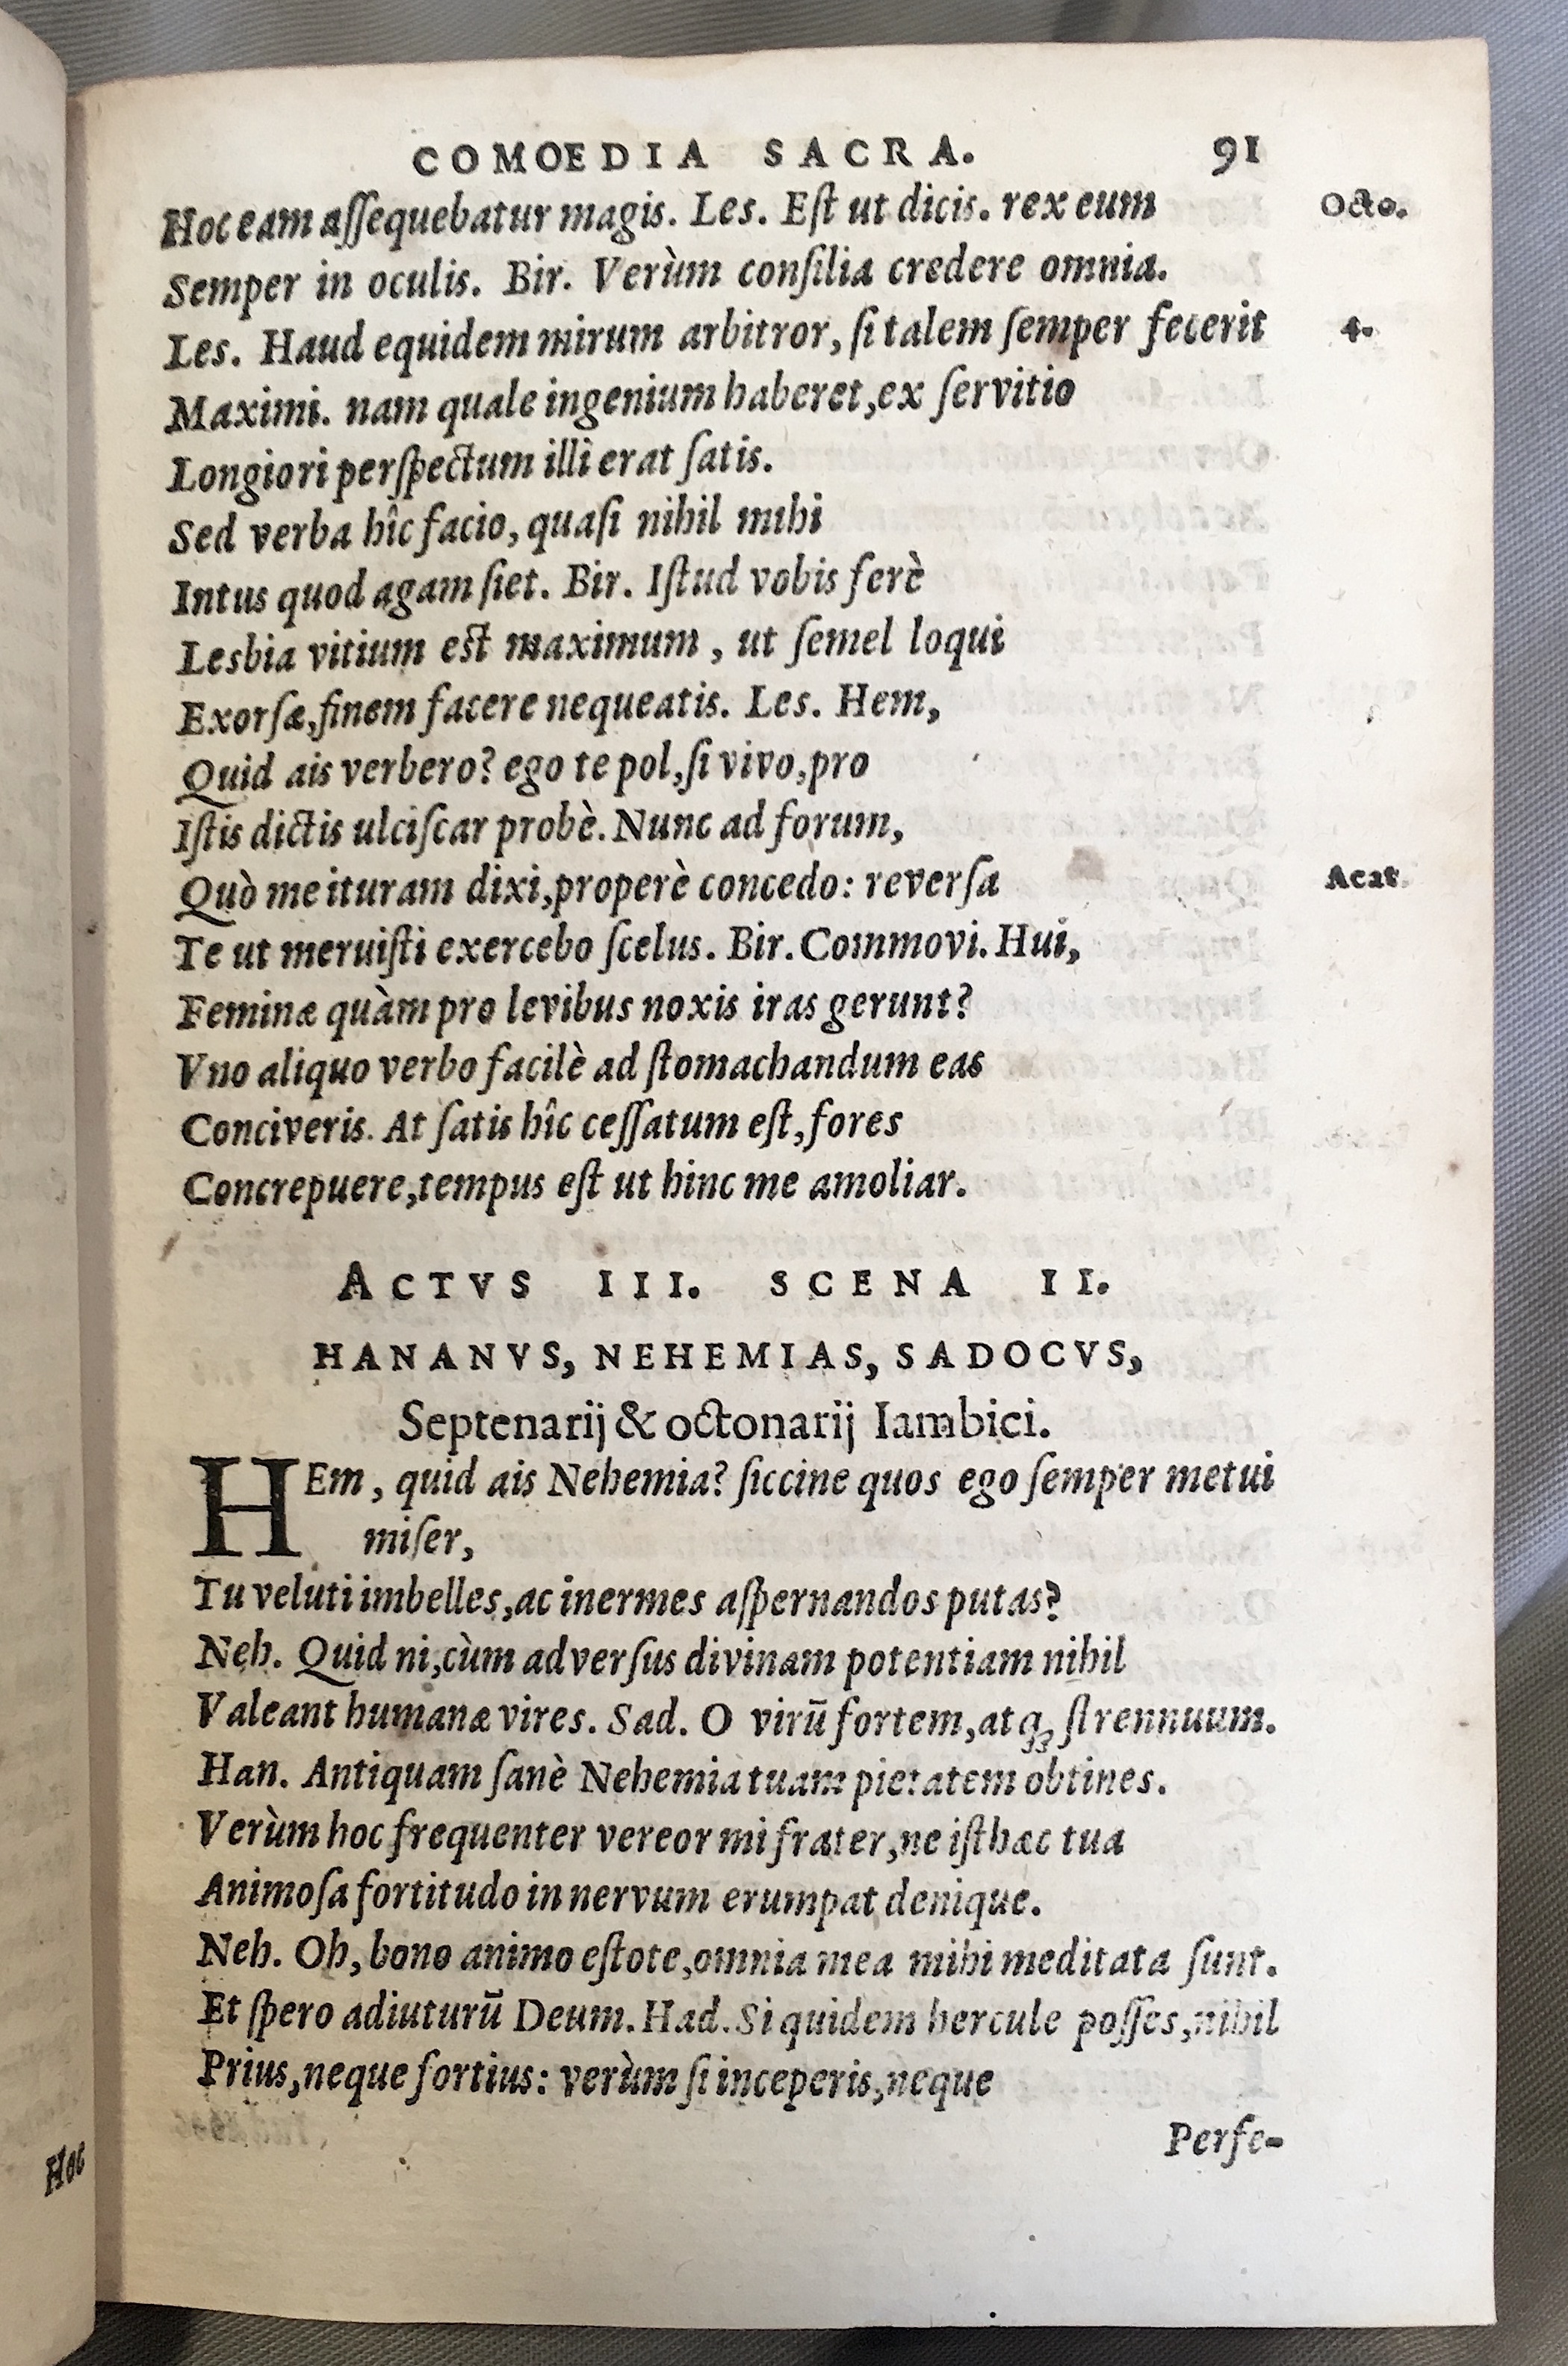 COMOEDIA SACRA. 91
Hoc eam aſſequebatur magis. Les. Eſt ut dicis. rex eum Octo.
Semper in oculis. Bir. Verùm conſilia credere omnia.
Les. Haud equidem mirum arbitror, ſi talem ſemper fecerit 4.
Maximi. nam quale ingenium haberet, ex ſervitio
Longiori perſpectum illi erat ſatis.
Sed verba hîc facio, quaſi nihil mihi
Intus quod agam ſiet. Bir. Iſtud vobis ferè
Lesbia vitium eſt maximum, ut ſemel loqui
Exorſæ, finem facere nequeatis. Les. Hem,
Quid ais verbero? ego te pol, ſi vivo, pro
Iſtis dictis ulciſcar probè. Nunc ad forum,
Quò me ituram dixi, properè concedo: reverſa Acat.
Te ut meruiſti exercebo ſcelus. Bir. Commovi. Hui,
Feminæ quàm pro levibus noxis iras gerunt?
Vno aliquo verbo facilè ad ſtomachandum eas
Conciveris. At ſatis hîc ceſſatum eſt, fores
Concrepuere, tempus eſt ut hinc me amoliar.
ACTVS III. SCENA II.
HANANVS, NEHEMIAS, SADOCVS,
Septenarij & octonarij Iambici.
HEm, quid ais Nehemia? ſiccine quos ego ſemper metui
miſer,
Tu veluti imbelles, ac inermes aſpernandos putas?
Neh. Quid ni, cùm adverſus divinam potentiam nihil
Valeant humanæ vires. Sad. O virū fortem, atq; ſtrennuum.
Han. Antiquam ſanè Nehemia tuam pietatem obtines.
Verùm hoc frequenter vereor mi frater, ne iſthæc tua
Animoſa fortitudo in nervum erumpat denique.
Neh. Oh, bono animo eſtote, omnia mea mihi meditata ſunt.
Et ſpero adiuturū Deum. Had. Si quidem hercule poſſes, nihil
Prius, neque fortius: verùm ſi inceperis, neque
Perfe-
Hoc